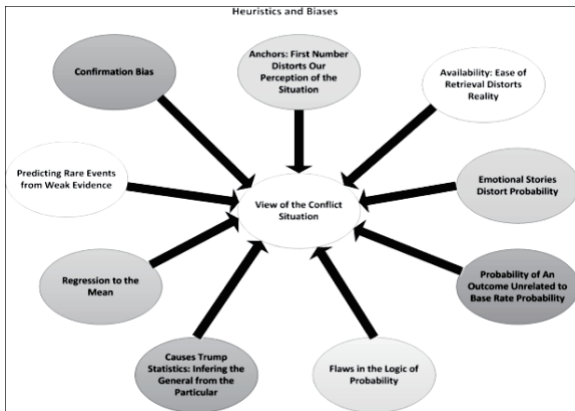 Heuristics and Biases
Confirmation Bias
Anchors: First Number
Distorts Our
Perception of the
Situation
Availability: Ease of
Retrieval Distorts
Reality
Predicting Rare Events
from Weak Evidence
View of the Conflict
Situation
Emotional Stories
Distort Probability
Regression to the
Mean
Probability of An
Outcome Unrelated to
Base Rate Probability
Causes Trump
Statistics: Infering the
General from the
Particular
Flaws in the Logic of
Probability